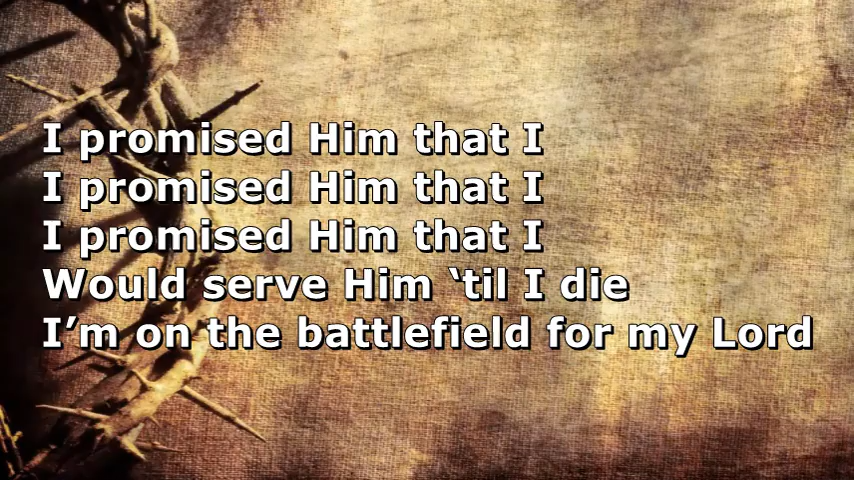 I promised Him that I
I promised Him that I
I promised Him that I
Would serve Him ‘til I die
I’m on the battlefield for my Lord